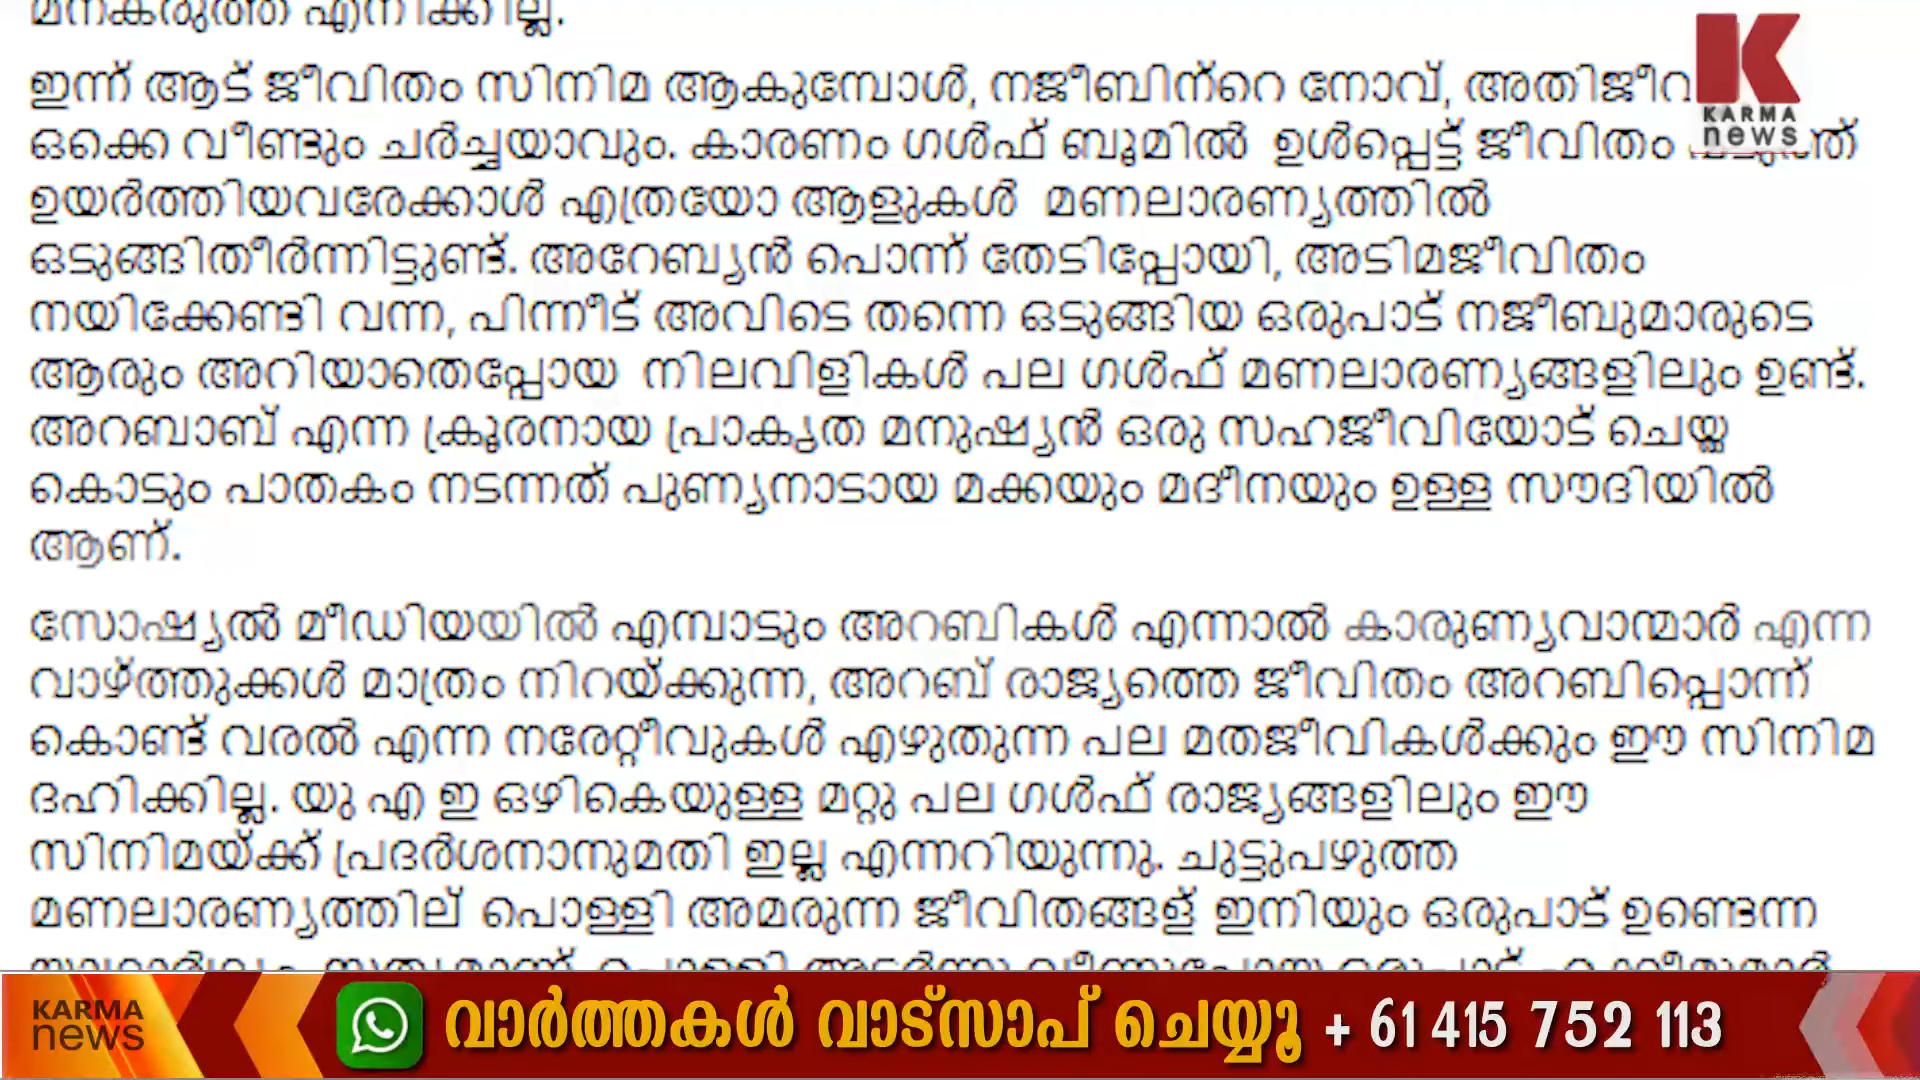 മനക്കരുത്ത് എനിക്കില്ല.
ഇന്ന് ആട് ജീവിതം സിനിമ ആകുമ്പോൾ, നജീബിന്റെ നോവ്, അതിജീവ
KARMA
news
ഒക്കെ വീണ്ടും ചർച്ചയാവും. കാരണം ഗൾഫ് ബൂമിൽ ഉൾപ്പെട്ട് ജീവിതം
ഉയർത്തിയവരേക്കാൾ എത്രയോ ആളുകൾ മണലാരണ്യത്തിൽ
ഒടുങ്ങിതീർന്നിട്ടുണ്ട്. അറേബ്യൻ പൊന്ന് തേടിപ്പോയി, അടിമജീവിതം
നയിക്കേണ്ടി വന്ന, പിന്നീട് അവിടെ തന്നെ ഒടുങ്ങിയ ഒരുപാട് നജീബുമാരുടെ
ആരും അറിയാതെപ്പോയ നിലവിളികൾ പല ഗൾഫ് മണലാരണ്യങ്ങളിലും ഉണ്ട്.
അറബാബ് എന്ന ക്രൂരനായ പ്രാകൃത മനുഷ്യൻ ഒരു സഹജീവിയോട് ചെയ്ത
കൊടും പാതകം നടന്നത് പുണ്യനാടായ മക്കയും മദീനയും ഉള്ള സൗദിയിൽ
ആണ്.
സോഷ്യൽ മീഡിയയിൽ എമ്പാടും അറബികൾ എന്നാൽ കാരുണ്യവാന്മാർ എന്ന
വാഴ്ത്തുക്കൾ മാത്രം നിറയ്ക്കുന്ന, അറബ് രാജ്യത്തെ ജീവിതം അറബിപ്പൊന്ന്
കൊണ്ട് വരൽ എന്ന നരേറ്റീവുകൾ എഴുതുന്ന പല മതജീവികൾക്കും ഈ സിനിമ
ദഹിക്കില്ല. യു എ ഇ ഒഴികെയുള്ള മറ്റു പല ഗൾഫ് രാജ്യങ്ങളിലും ഈ
സിനിമയ്ക്ക് പ്രദർശനാനുമതി ഇല്ല എന്നറിയുന്നു. ചുട്ടുപഴുത്ത
മണലാരണ്യത്തില് പൊള്ളി അമരുന്ന ജീവിതങ്ങള് ഇനിയും ഒരുപാട് ഉണ്ടെന്ന
KARMA
news
വാർത്തകൾ വാട്സാപ് ചെയ്യൂ + 61 415 752 113